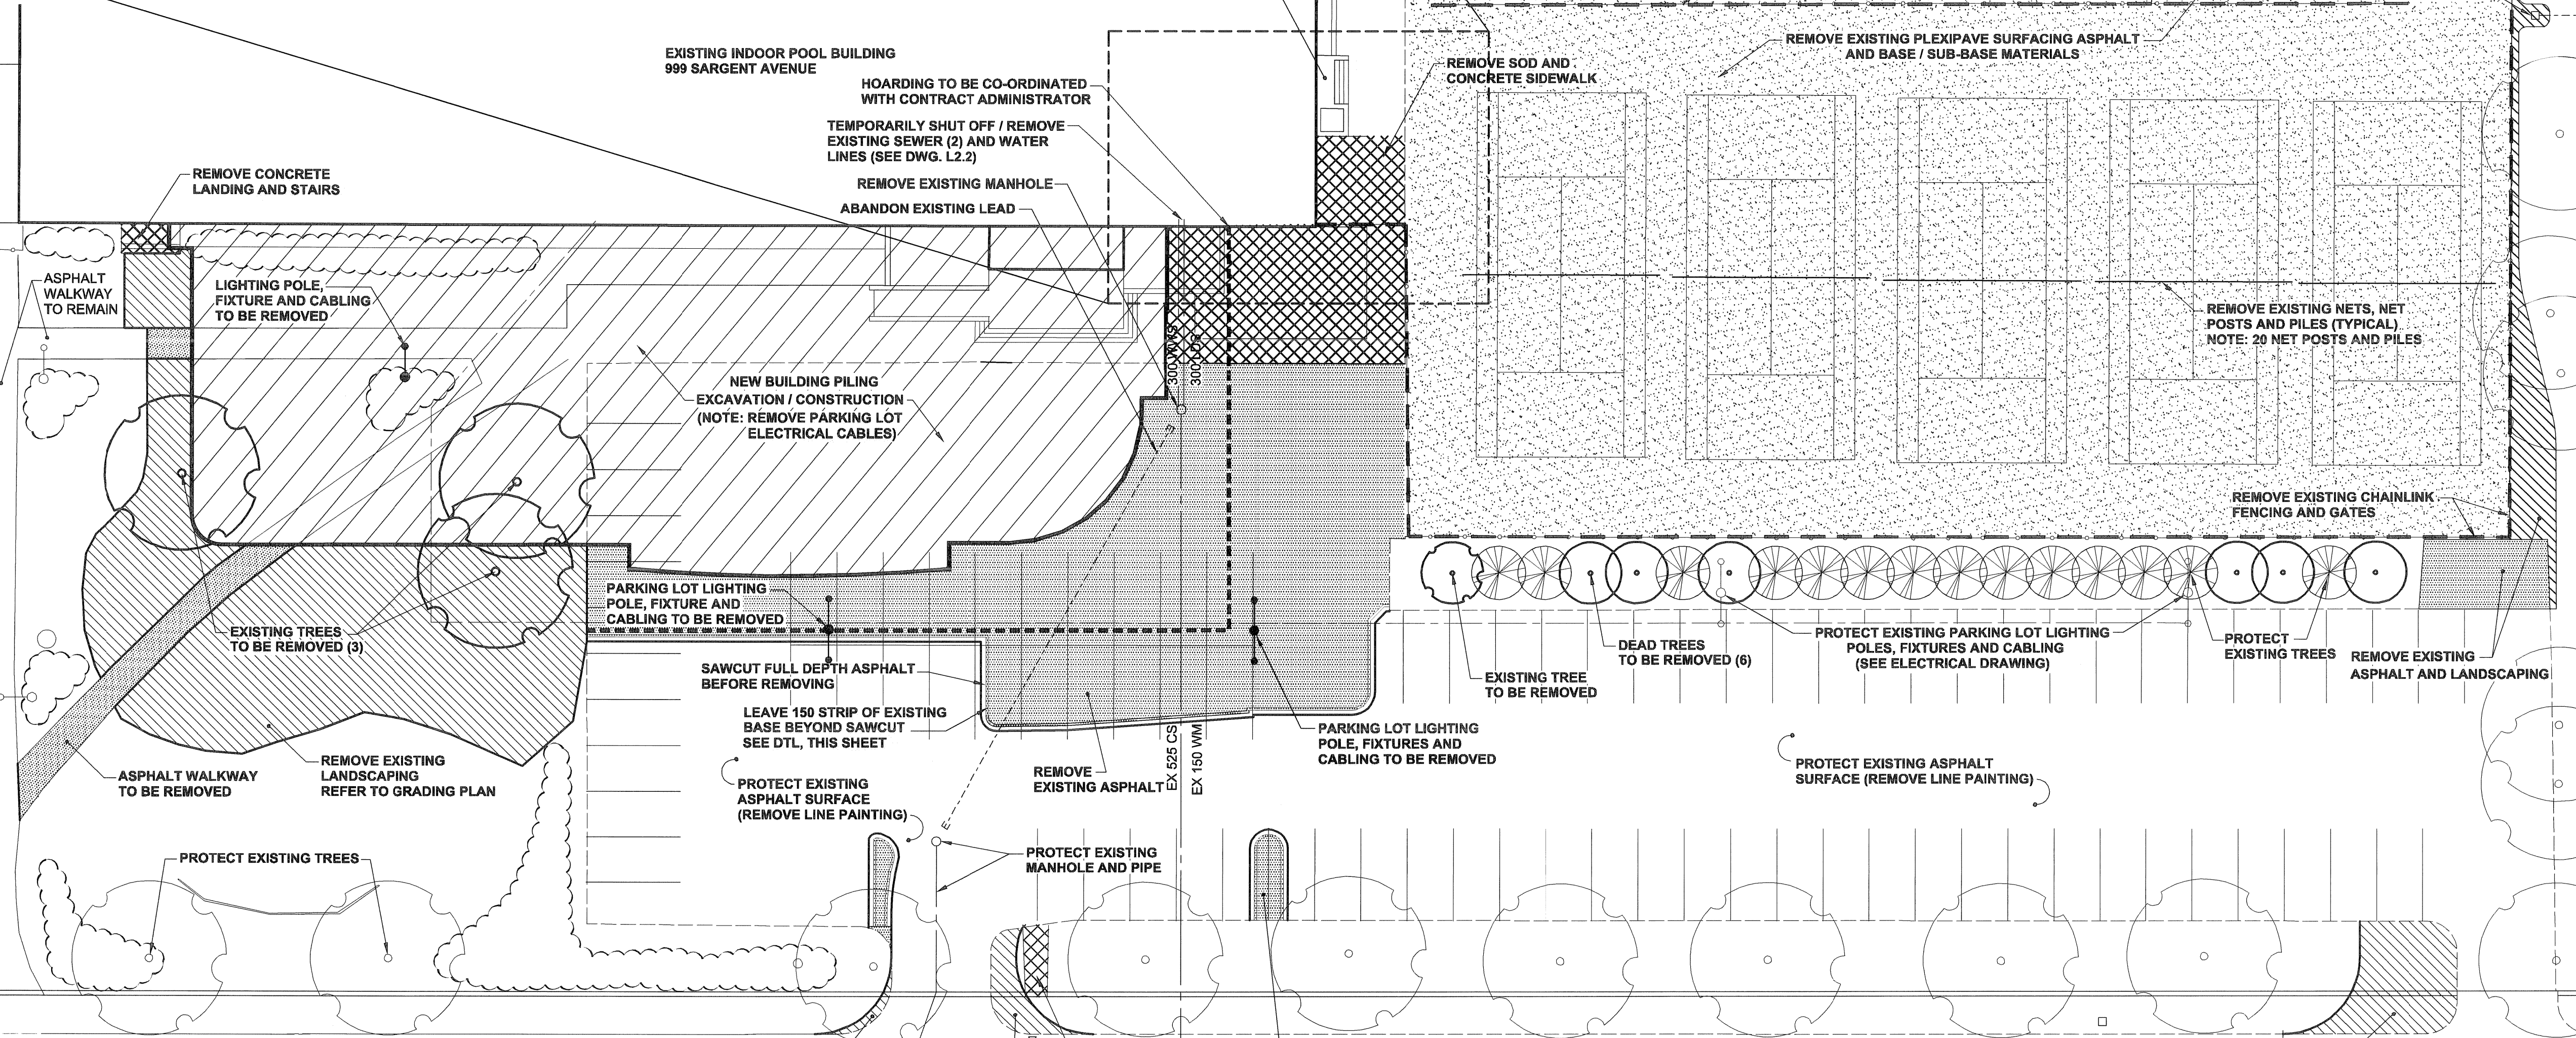 EXISTING INDOOR POOL BUILDING
999 SARGENT AVENUE
HOARDING TO BE CO-ORDINATED
WITH CONTRACT ADMINISTRATOR
TEMPORARILY SHUT OFF / REMOVE
EXISTING SEWER (2) AND WATER
LINES (SEE DWG. L2.2)
REMOVE EXISTING MANHOLE
ABANDON EXISTING LEAD
REMOVE CONCRETE
LANDING AND STAIRS
REMOVE SOD AND
CONCRETE SIDEWALK
REMOVE EXISTING PLEXIPAVE SURFACING ASPHALT
AND BASE / SUB-BASE MATERIALS
ASPHALT
WALKWAY
TO REMAIN
LIGHTING POLE,
FIXTURE AND CABLING
TO BE REMOVED
REMOVE EXISTING NETS, NET
POSTS AND PILES (TYPICAL)
NOTE: 20 NET POSTS AND PILES
300 WWS
300 LDS
NEW BUILDING PILING
EXCAVATION / CONSTRUCTION
(NOTE: REMOVE PARKING LOT
ELECTRICAL CABLES)
E
REMOVE EXISTING CHAINLINK
FENCING AND GATES
PARKING LOT LIGHTING
POLE, FIXTURE AND
CABLING TO BE REMOVED
EXISTING TREES
TO BE REMOVED (3)
SAWCUT FULL DEPTH ASPHALT
BEFORE REMOVING
LEAVE 150 STRIP OF EXISTING
BASE BEYOND SAWCUT
SEE DTL, THIS SHEET
EXISTING TREE
TO BE REMOVED
DEAD TREES
TO BE REMOVED (6)
PROTECT EXISTING PARKING LOT LIGHTING
POLES, FIXTURES AND CABLING
(SEE ELECTRICAL DRAWING)
PROTECT
EXISTING TREES
REMOVE EXISTING
ASPHALT AND LANDSCAPING
PARKING LOT LIGHTING
POLE, FIXTURES AND
CABLING TO BE REMOVED
EX 525 CS
EX 150 WM
REMOVE
EXISTING ASPHALT
ASPHALT WALKWAY
TO BE REMOVED
REMOVE EXISTING
LANDSCAPING
REFER TO GRADING PLAN
PROTECT EXISTING
ASPHALT SURFACE
(REMOVE LINE PAINTING)
E
PROTECT EXISTING ASPHALT
SURFACE (REMOVE LINE PAINTING)
PROTECT EXISTING TREES
PROTECT EXISTING
MANHOLE AND PIPE